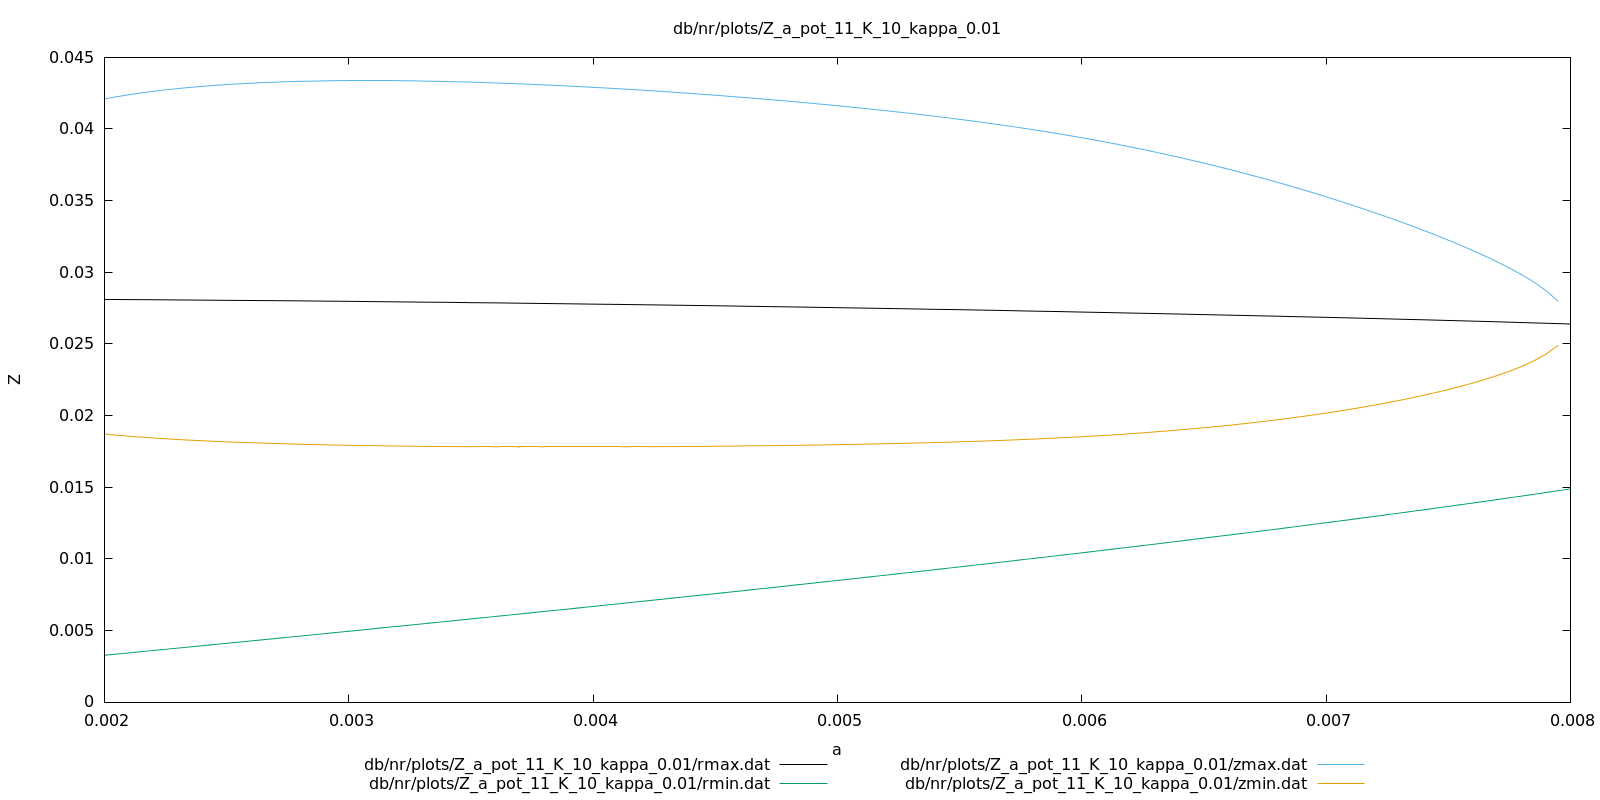 db/nr/plots/Z_a_pot_11_K_10_kappa_0.01
0.045
0.04
0.035
0.03
0.025
0.02
0.015
0.01
0.005
0
Z
0.002 0.003 0.004 0.005 0.006 0.007 0.008
a
db/nr/plots/Z_a_pot_11_K_10_kappa_0.01/rmax.dat db/nr/plots/Z_a_pot_11_K_10_kappa_0.01/zmax.dat
db/nr/plots/Z_a_pot_11_K_10_kappa_0.01/rmin.dat db/nr/plots/Z_a_pot_11_K_10_kappa_0.01/zmin.dat